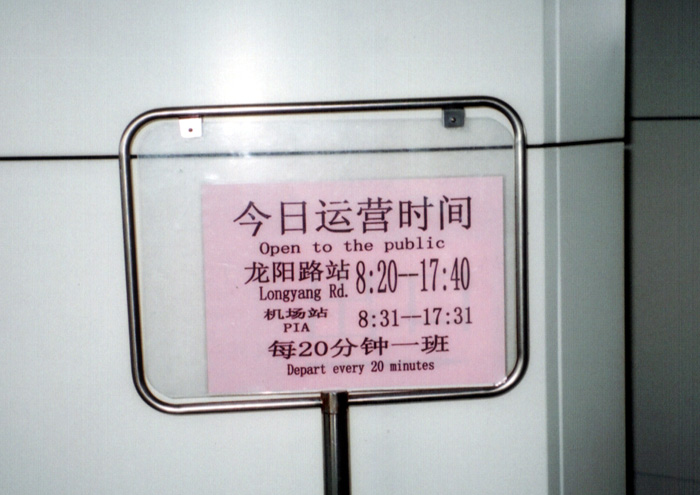 今日运营时间
Open to the public
龙阳路站 8:20--17:40
Longyang Rd.
机场站 8:31--17:31
PIA
每20分钟一班
Depart every 20 minutes